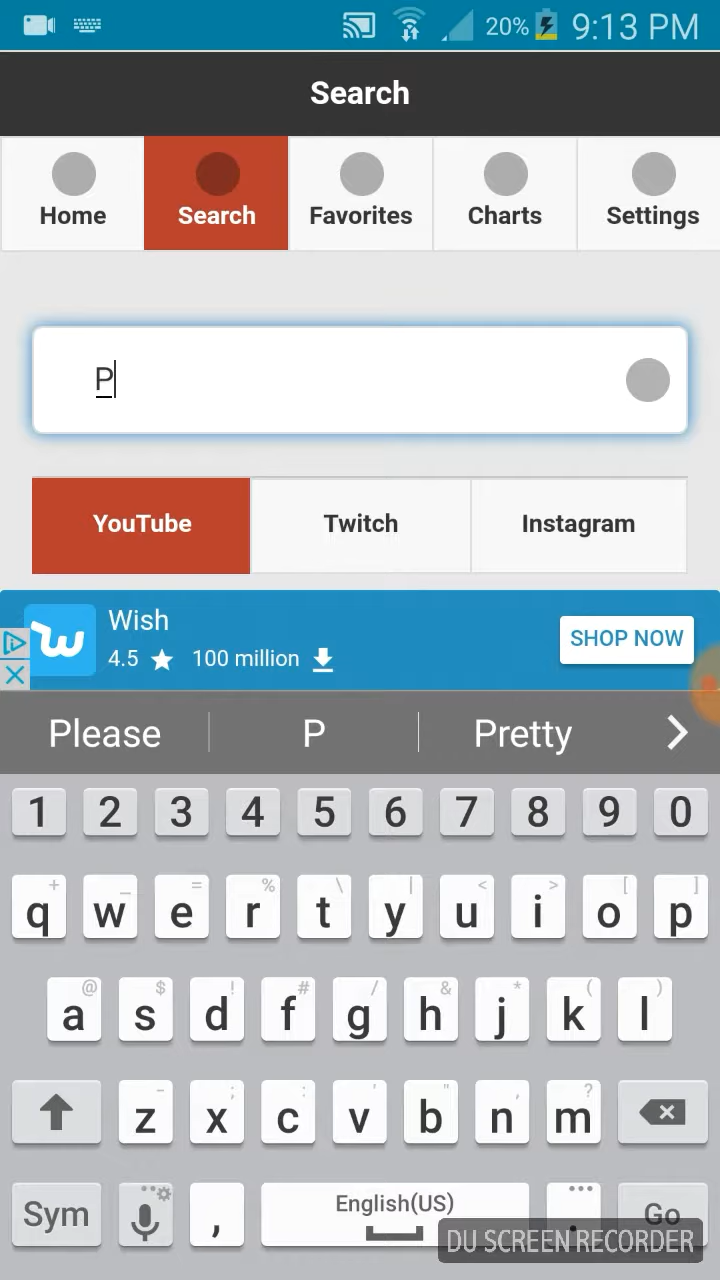 20% 9:13 PM
Search
Home Search Favorites Charts Settings
P
YouTube Twitch Instagram
Wish
4.5 100 million
SHOP NOW
Please P Pretty
1 2 3 4 5 6 7 8 9 0
+ _ = % \ | < > [ ]
q w e r t y u i o p
@ $ ! # / & * ( )
a s d f g h j k l
- ; : ' " , ?
z x c v b n m
Sym , English(US) . Go
DU SCREEN RECORDER